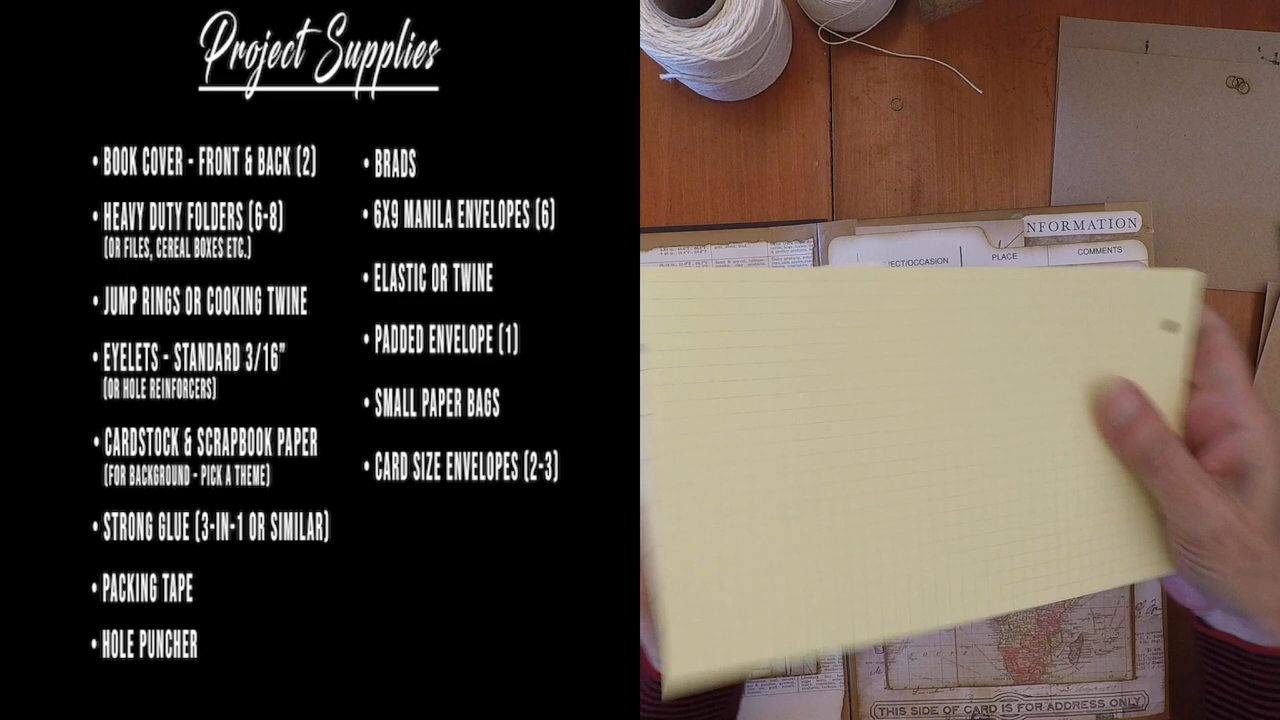 Project Supplies
• BOOK COVER - FRONT & BACK (2)
• HEAVY DUTY FOLDERS (6-8)
(OR FILES, CEREAL BOXES ETC.)
• JUMP RINGS OR COOKING TWINE
• EYELETS - STANDARD 3/16"
(OR HOLE REINFORCERS)
• CARDSTOCK & SCRAPBOOK PAPER
(FOR BACKGROUND - PICK A THEME)
• STRONG GLUE (3-IN-1 OR SIMILAR)
• PACKING TAPE
• HOLE PUNCHER
• BRADS
• 6X9 MANILA ENVELOPES (6)
• ELASTIC OR TWINE
• PADDED ENVELOPE (1)
• SMALL PAPER BAGS
• CARD SIZE ENVELOPES (2-3)
NFORMATION
JECT/OCCASION PLACE COMMENTS
THIS SIDE OF CARD IS FOR ADDRESS ONLY